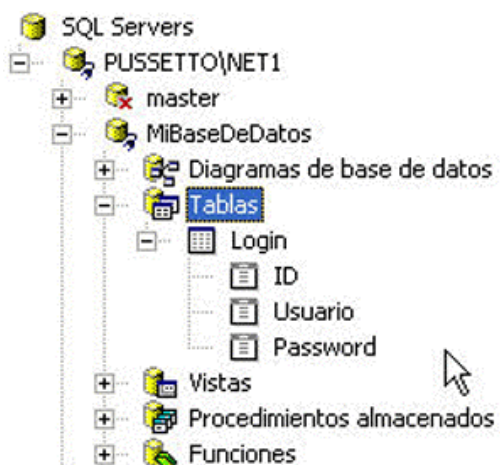 SQL Servers
PUSSETTO\NET1
master
MiBaseDeDatos
Diagramas de base de datos
Tablas
Login
ID
Usuario
Password
Vistas
Procedimientos almacenados
Funciones